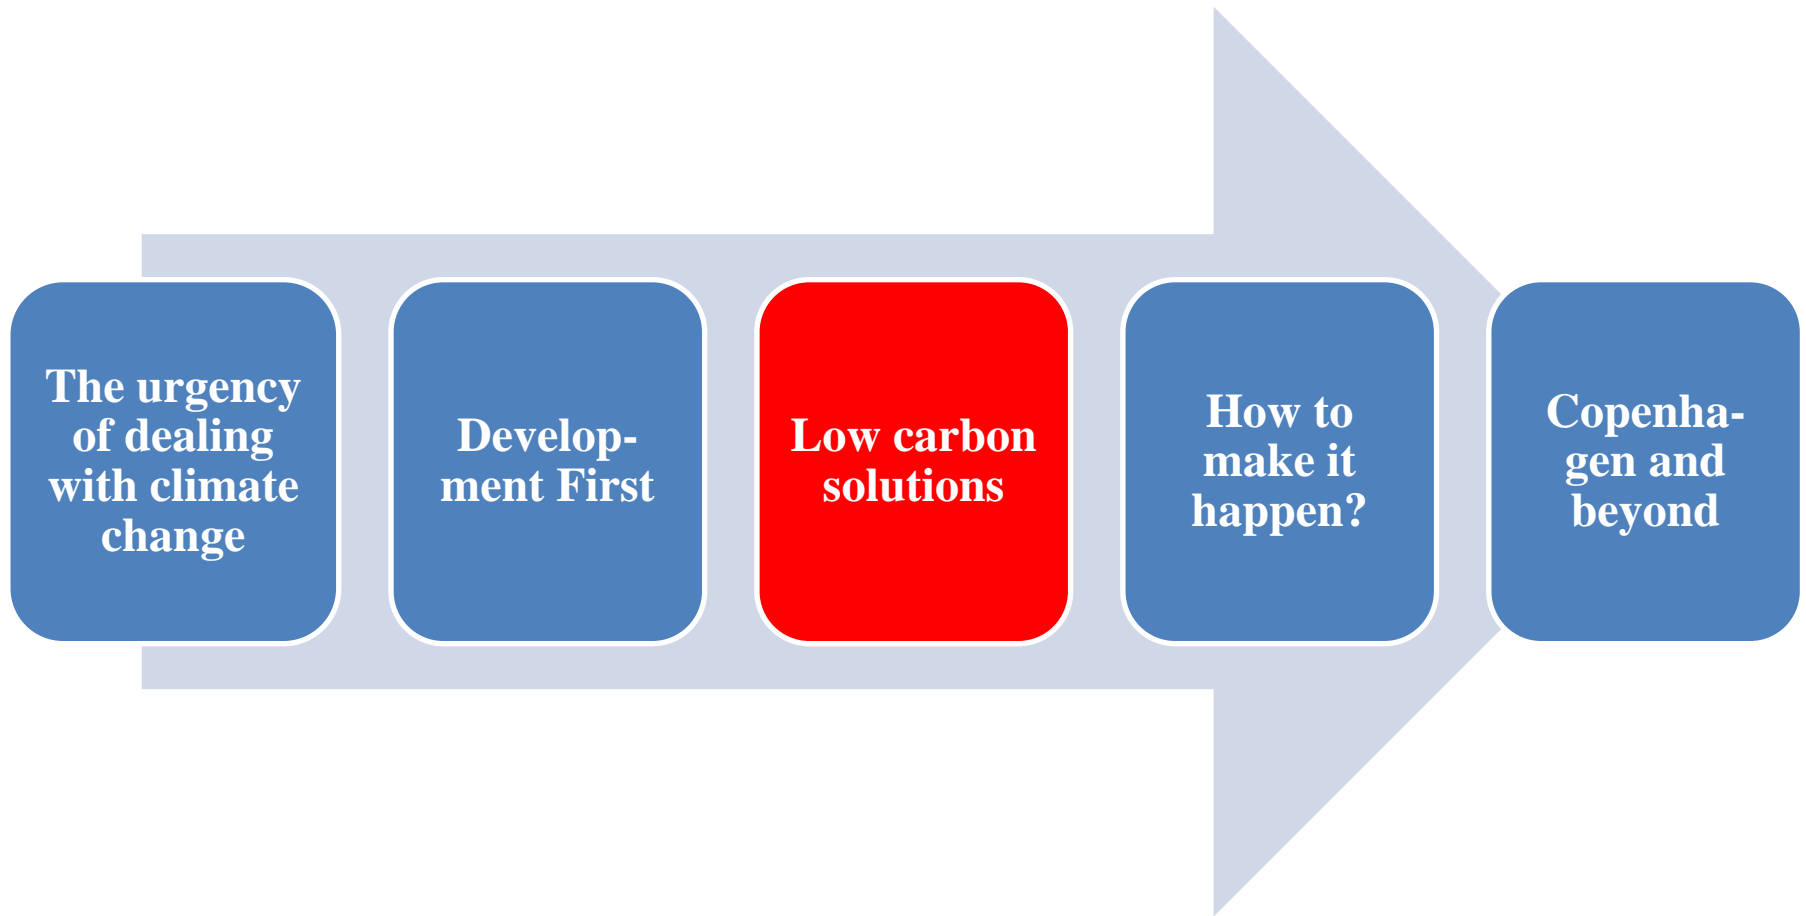 The urgency
of dealing
with climate
change
Develop-
ment First
Low carbon
solutions
How to
make it
happen?
Copenha-
gen and
beyond